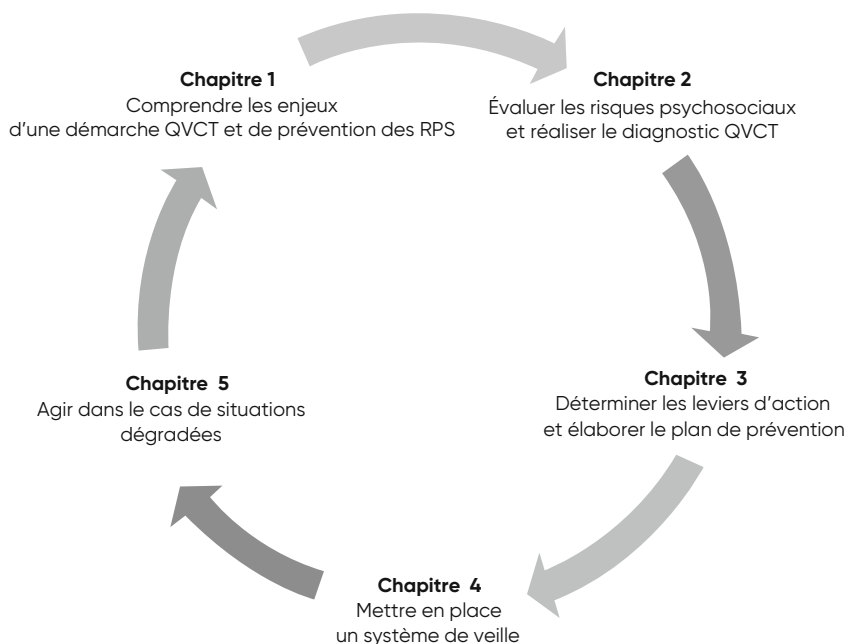 Chapitre 1
Comprendre les enjeux
d'une démarche QVCT et de prévention des RPS
Chapitre 2
Évaluer les risques psychosociaux
et réaliser le diagnostic QVCT
Chapitre 3
Déterminer les leviers d'action
et élaborer le plan de prévention
Chapitre 4
Mettre en place
un système de veille
Chapitre 5
Agir dans le cas de situations
dégradées